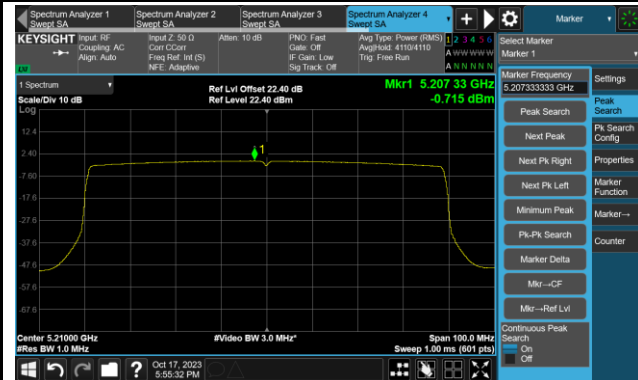 Spectrum Analyzer 1
Swept SA
Spectrum Analyzer 2
Swept SA
Spectrum Analyzer 3
Swept SA
Spectrum Analyzer 4
Swept SA
Marker
KEYSIGHT
Input: RF
Coupling: AC
Align: Auto
Input Z: 50 Ω
Corr CCorr
Freq Ref: Int (S)
NFE: Adaptive
Atten: 10 dB
PNO: Fast
Gate: Off
IF Gain: Low
Sig Track: Off
Avg Type: Power (RMS)
Avg|Hold: 4110/4110
Trig: Free Run
1 2 3 4 5 6
A W W W W W
A N N N N N
Select Marker
Marker 1
1 Spectrum
Scale/Div 10 dB
Ref Lvl Offset 22.40 dB
Ref Level 22.40 dBm
Mkr1 5.207 33 GHz
-0.715 dBm
Log
12.4
2.40
-7.60
-17.6
-27.6
-37.6
-47.6
-57.6
-67.6
1
Center 5.21000 GHz
#Res BW 1.0 MHz
#Video BW 3.0 MHz*
Span 100.0 MHz
Sweep 1.00 ms (601 pts)
Marker Frequency
5.207333333 GHz
Peak Search
Next Peak
Next Pk Right
Next Pk Left
Minimum Peak
Pk-Pk Search
Marker Delta
Mkr→CF
Mkr→Ref Lvl
Continuous Peak
Search
On
Off
Settings
Peak
Search
Pk Search
Config
Properties
Marker
Function
Marker→
Counter
Oct 17, 2023
5:55:32 PM